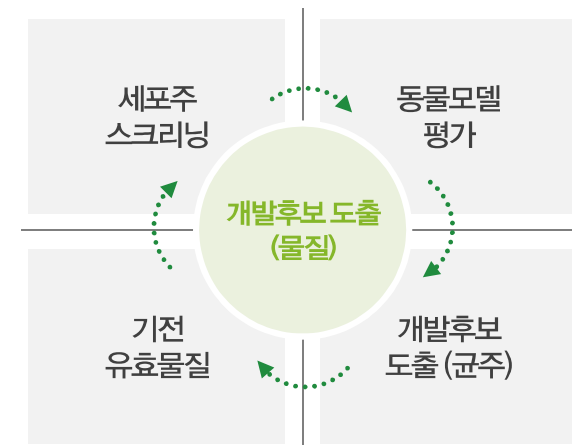 세포주
스크리닝
동물모델
평가
개발후보 도출
(물질)
기전
유효물질
개발후보
도출 (균주)